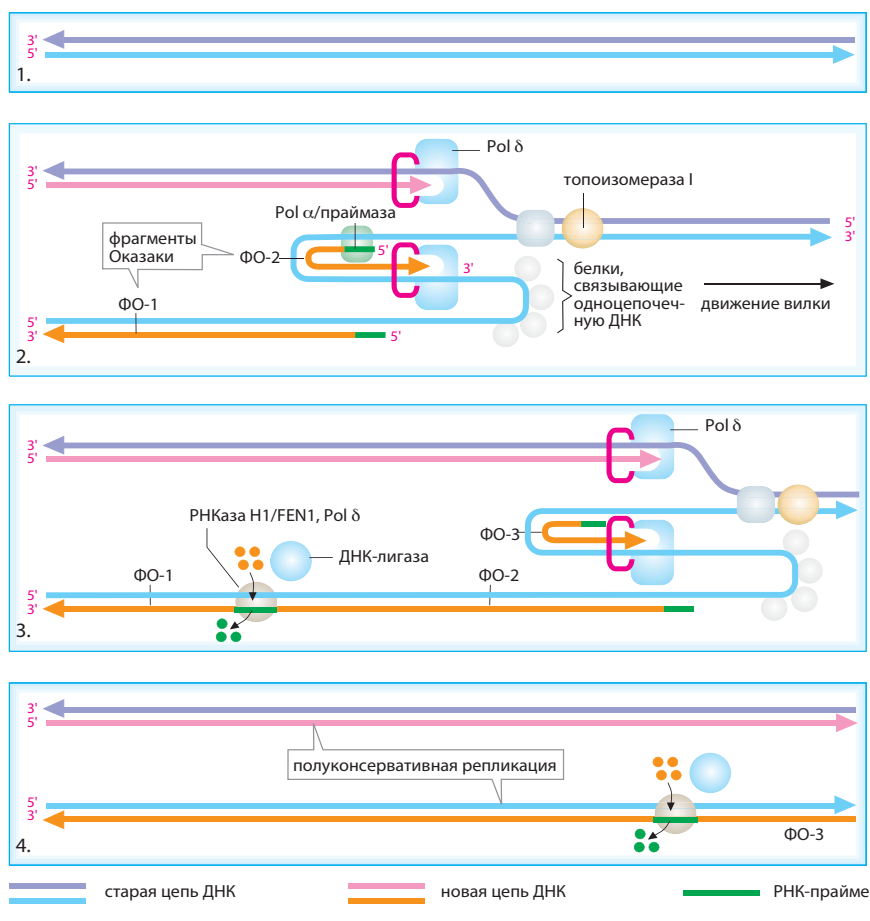 3'
5'
1.
Pol δ
3'
5'
топоизомераза I
Pol α/праймаза
5'
3'
фрагменты
Оказаки
ФО-2
5'
3'
белки,
связывающие
одноцепочеч-
ную ДНК
движение вилки
ФО-1
5'
3'
5'
2.
Pol δ
3'
5'
РНКаза H1/FEN1, Pol δ
ФО-3
ДНК-лигаза
ФО-1
ФО-2
5'
3'
3.
3'
5'
полуконсервативная репликация
5'
3'
ФО-3
4.
старая цепь ДНК
новая цепь ДНК
РНК-прайме